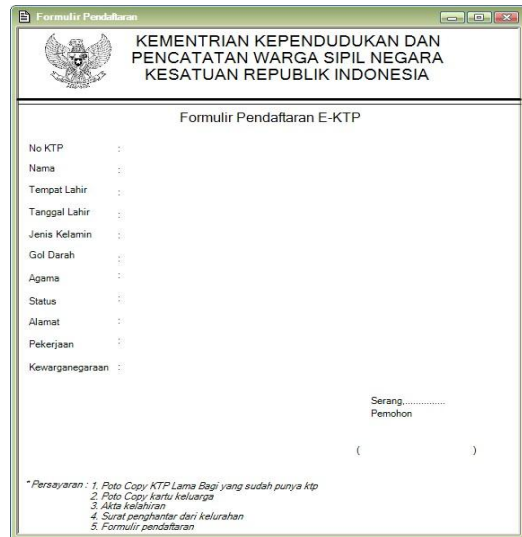 Formulir Pendaftaran
KEMENTRIAN KEPENDUDUKAN DAN
PENCATATAN WARGA SIPIL NEGARA
KESATUAN REPUBLIK INDONESIA
Formulir Pendaftaran E-KTP
No KTP :
Nama :
Tempat Lahir :
Tanggal Lahir :
Jenis Kelamin :
Gol Darah :
Agama :
Status :
Alamat :
Pekerjaan :
Kewarganegaraan :
Serang,...............
Pemohon
( )
* Persayaran : 1. Poto Copy KTP Lama Bagi yang sudah punya ktp
2. Poto Copy kartu keluarga
3. Akta kelahiran
4. Surat penghantar dari kelurahan
5. Formulir pendaftaran